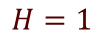 H = 1